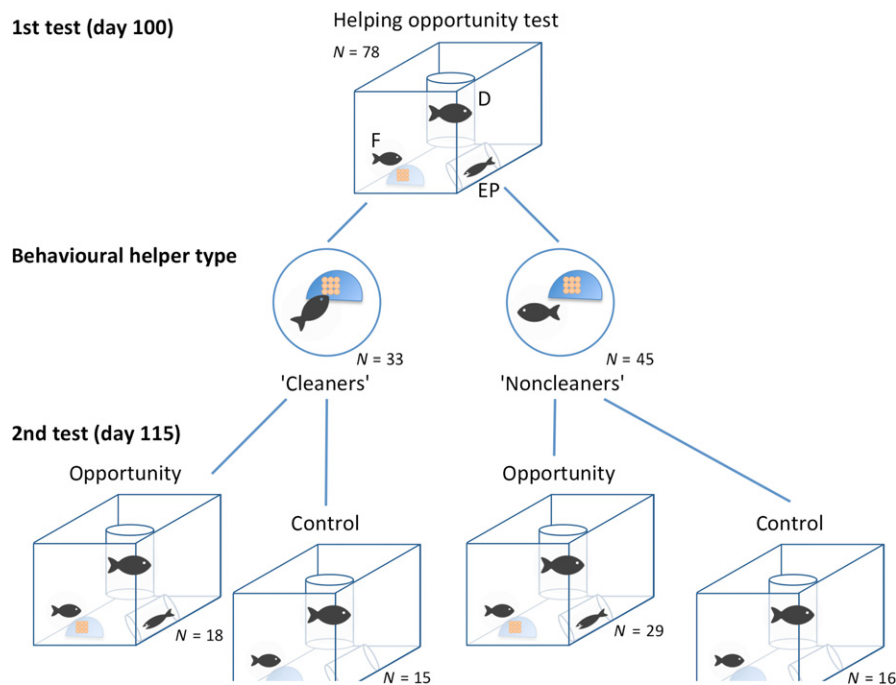 1st test (day 100)
Helping opportunity test
N = 78
D
F
EP
Behavioural helper type
N = 33
N = 45
'Cleaners'
'Noncleaners'
2nd test (day 115)
Opportunity
Opportunity
Control
Control
N = 18
N = 29
N = 15
N = 16